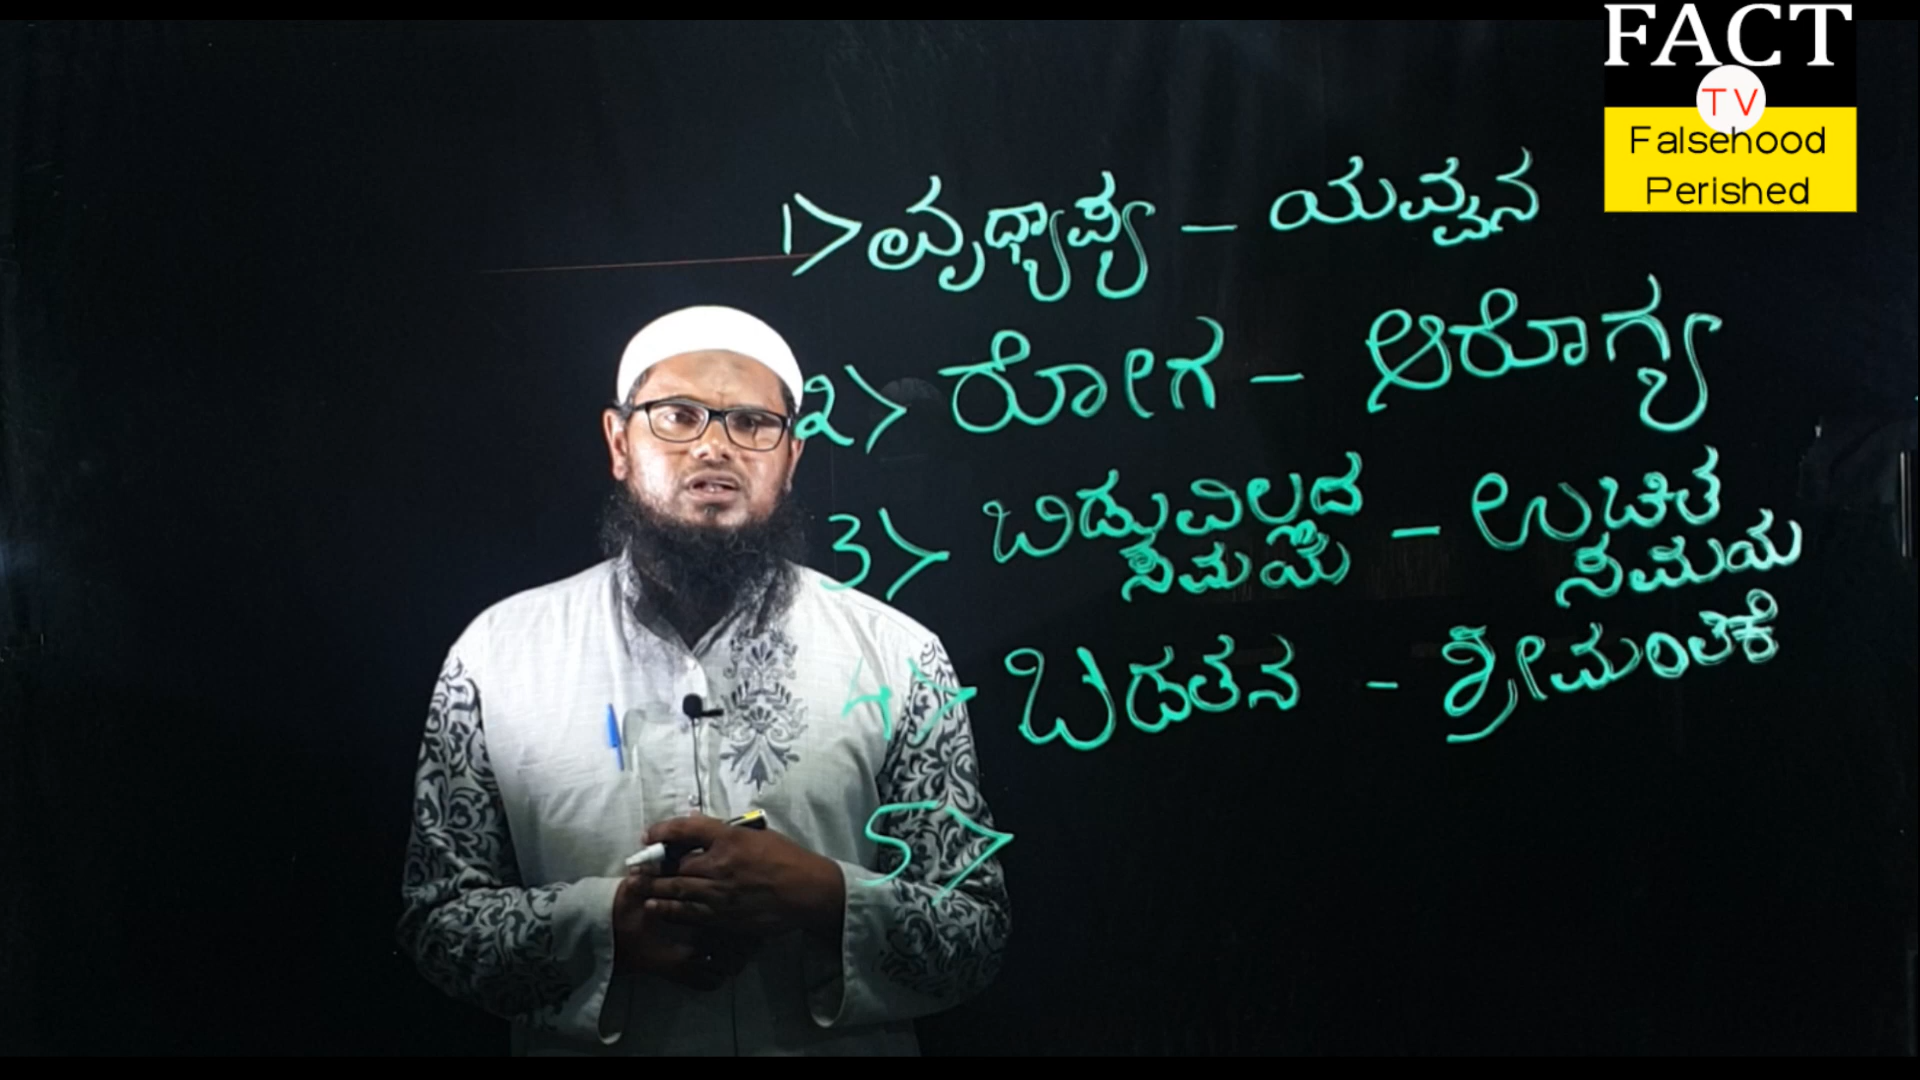 FACT
TV
Falsehood
Perished
1> ವೃಧ್ಯಾಪ್ಯ - ಯವ್ವನ
2> ರೋಗ - ಆರೋಗ್ಯ
3> ಬಿಡುವಿಲ್ಲದ ಸಮಯ - ಉಚಿತ ಸಮಯ
4> ಬಡತನ - ಶ್ರೀಮಂತಿಕೆ
5>